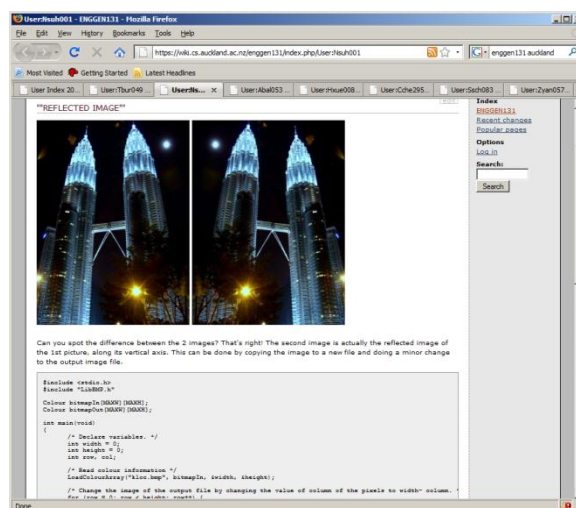 User:Nsuh001 - ENGGEN131 - Mozilla Firefox
File Edit View History Bookmarks Tools Help
https://wiki.cs.auckland.ac.nz/enggen131/index.php/User:Nsuh001
enggen131 auckland
Most Visited Getting Started Latest Headlines
User Index 20... User:Tbur049 ... User:Ns... User:Abal053 ... User:Hxue008... User:Cche295... User:Ssch083 ... User:Zyan057...
"'REFLECTED IMAGE"'
Index
ENGGEN131
Recent changes
Popular pages
Options
Log in
Search:
Search
Can you spot the difference between the 2 images? That's right! The second image is actually the reflected image of
the 1st picture, along its vertical axis. This can be done by copying the image to a new file and doing a minor change
to the output image file.
#include <stdio.h>
#include "LibBMP.h"
Colour bitmapIn[MAXW][MAXH];
Colour bitmapOut[MAXW][MAXH];
int main(void)
{
/* Declare variables. */
int width = 0;
int height = 0;
int row, col;
/* Read colour information */
LoadColourArray("klcc.bmp", bitmapIn, &width, &height);
/* Change the image of the output file by changing the value of column of the pixels to width- column.
for (row = 0; row < height; row++) {
Done